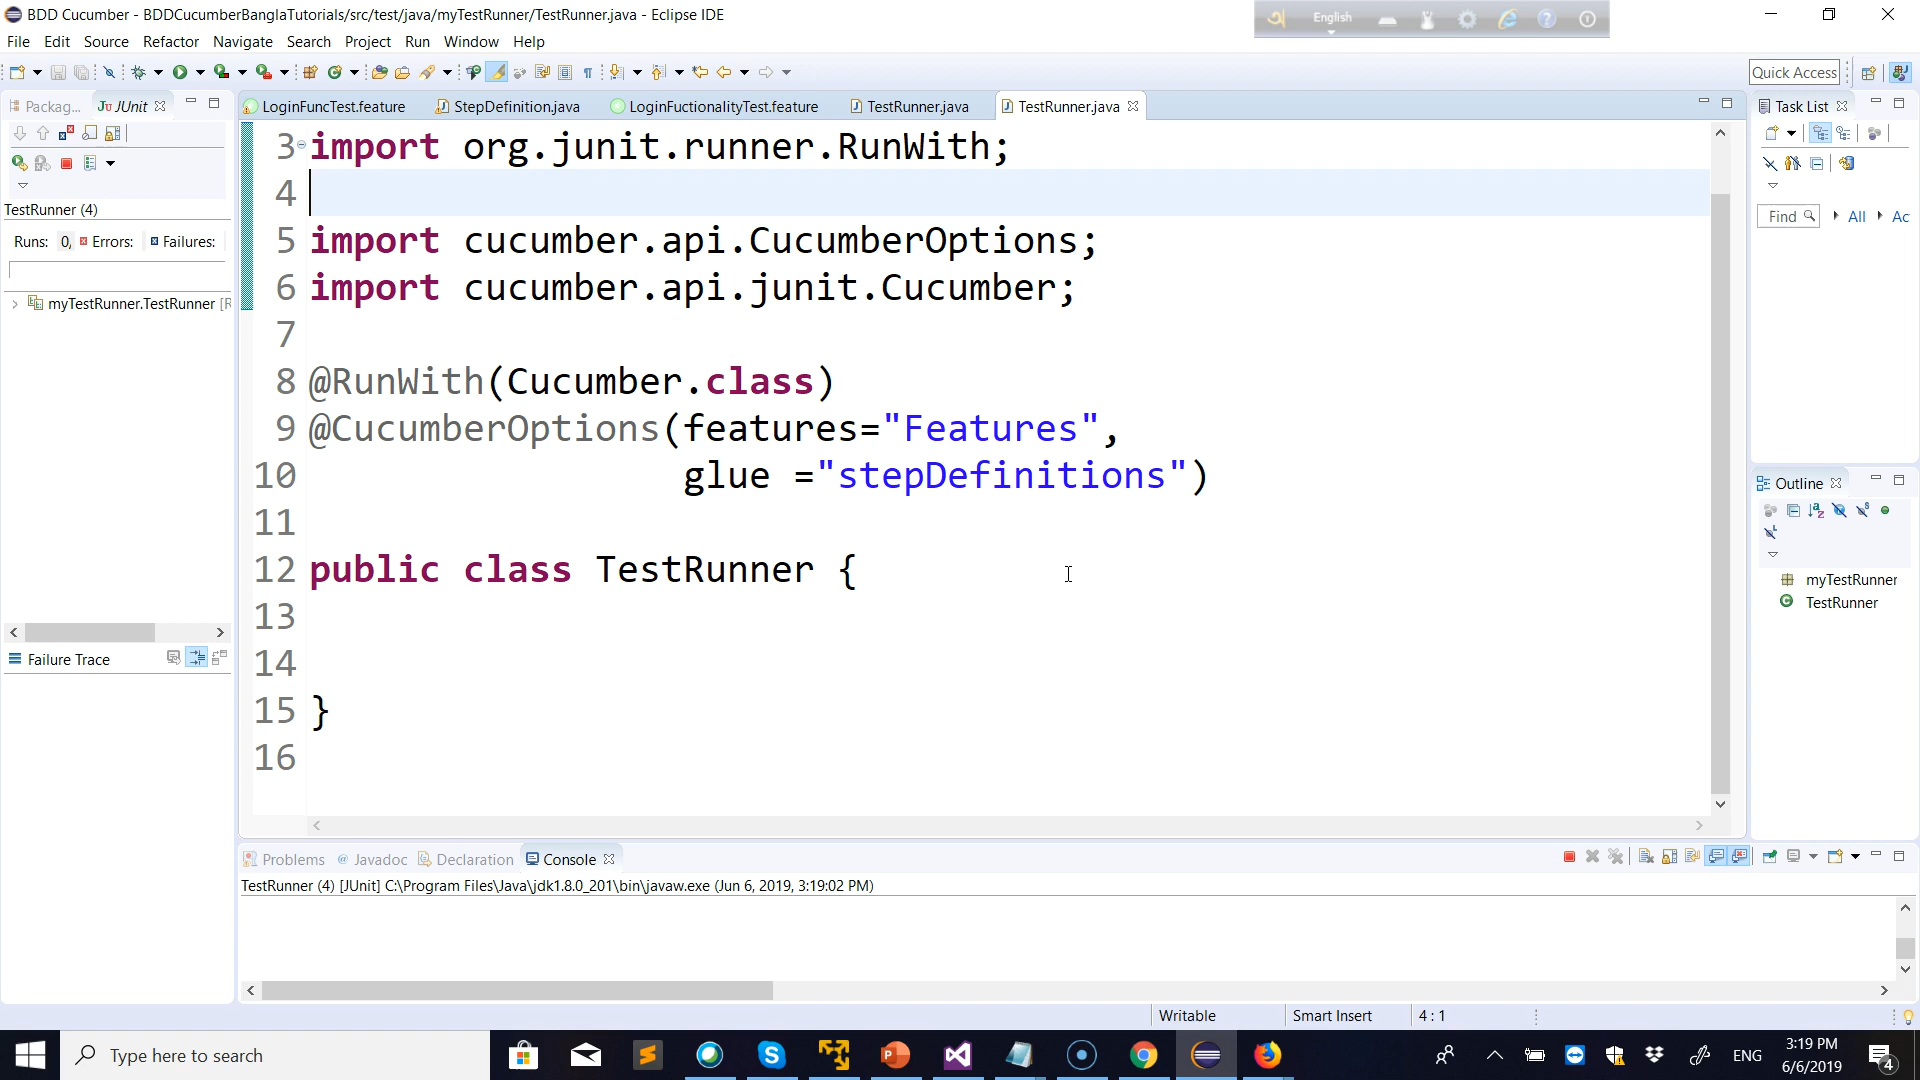 BDD Cucumber - BDDCucumberBanglaTutorials/src/test/java/myTestRunner/TestRunner.java - Eclipse IDE
English
File Edit Source Refactor Navigate Search Project Run Window Help
Quick Access
Packag... JUnit
LoginFuncTest.feature StepDefinition.java LoginFuctionalityTest.feature TestRunner.java TestRunner.java
Task List
TestRunner (4)
Runs: 0, Errors: Failures:
myTestRunner.TestRunner [R
Failure Trace
3 import org.junit.runner.RunWith;
4
5 import cucumber.api.CucumberOptions;
6 import cucumber.api.junit.Cucumber;
7
8 @RunWith(Cucumber.class)
9 @CucumberOptions(features="Features",
10 glue ="stepDefinitions")
11
12 public class TestRunner {
13
14
15 }
16
Find All Ac
Outline
myTestRunner
TestRunner
Problems Javadoc Declaration Console
TestRunner (4) [JUnit] C:\Program Files\Java\jdk1.8.0_201\bin\javaw.exe (Jun 6, 2019, 3:19:02 PM)
Writable Smart Insert 4 : 1
Type here to search
ENG
3:19 PM
6/6/2019
4